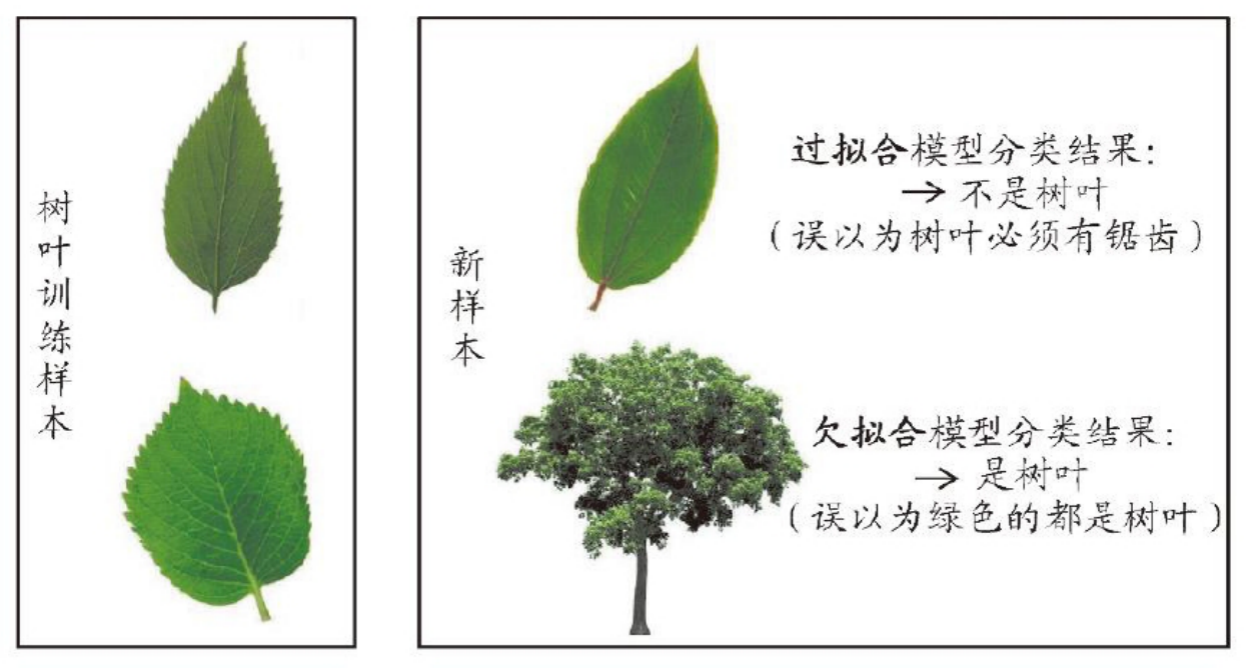 树叶训练样本
新样本
过拟合模型分类结果:
→ 不是树叶
(误以为树叶必须有锯齿)
欠拟合模型分类结果:
→ 是树叶
(误以为绿色的都是树叶)